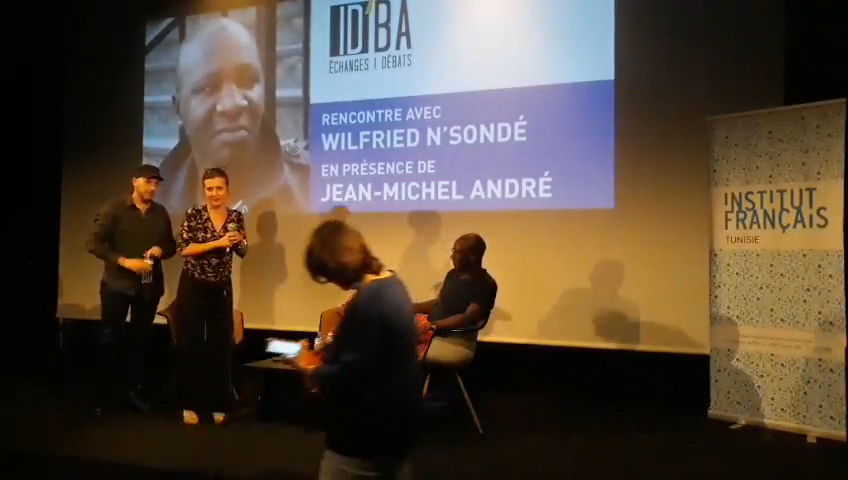 ID'BA
ÉCHANGES I DÉBATS
RENCONTRE AVEC
WILFRIED N'SONDÉ
EN PRÉSENCE DE
JEAN-MICHEL ANDRÉ
INSTITUT
FRANÇAIS
TUNISIE